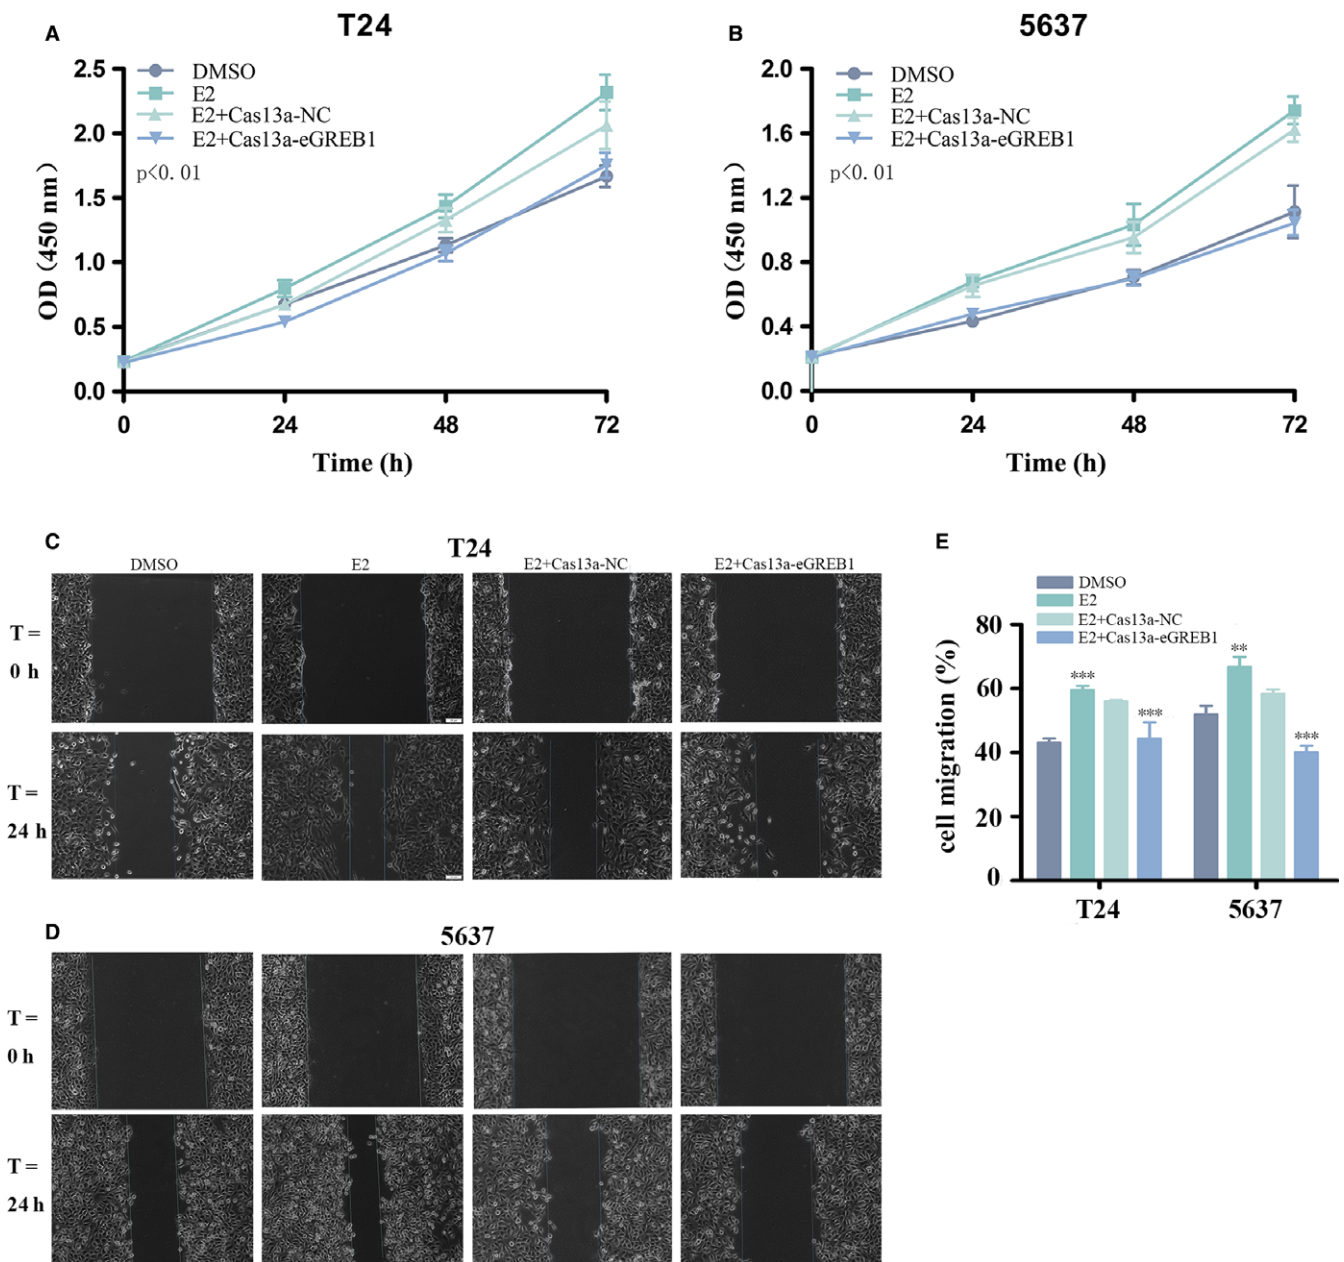 A
T24
DMSO
E2
E2+Cas13a-NC
E2+Cas13a-eGREB1
p<0.01
2.5
2.0
1.5
1.0
0.5
0.0
OD (450 nm)
0 24 48 72
Time (h)
B
5637
DMSO
E2
E2+Cas13a-NC
E2+Cas13a-eGREB1
p<0.01
2.0
1.6
1.2
0.8
0.4
0.0
OD (450 nm)
0 24 48 72
Time (h)
C
T24
DMSO E2 E2+Cas13a-NC E2+Cas13a-eGREB1
T =
0 h
T =
24 h
D
5637
T =
0 h
T =
24 h
E
DMSO
E2
E2+Cas13a-NC
E2+Cas13a-eGREB1
80
60
40
20
0
cell migration (%)
*** *** ** ***
T24 5637